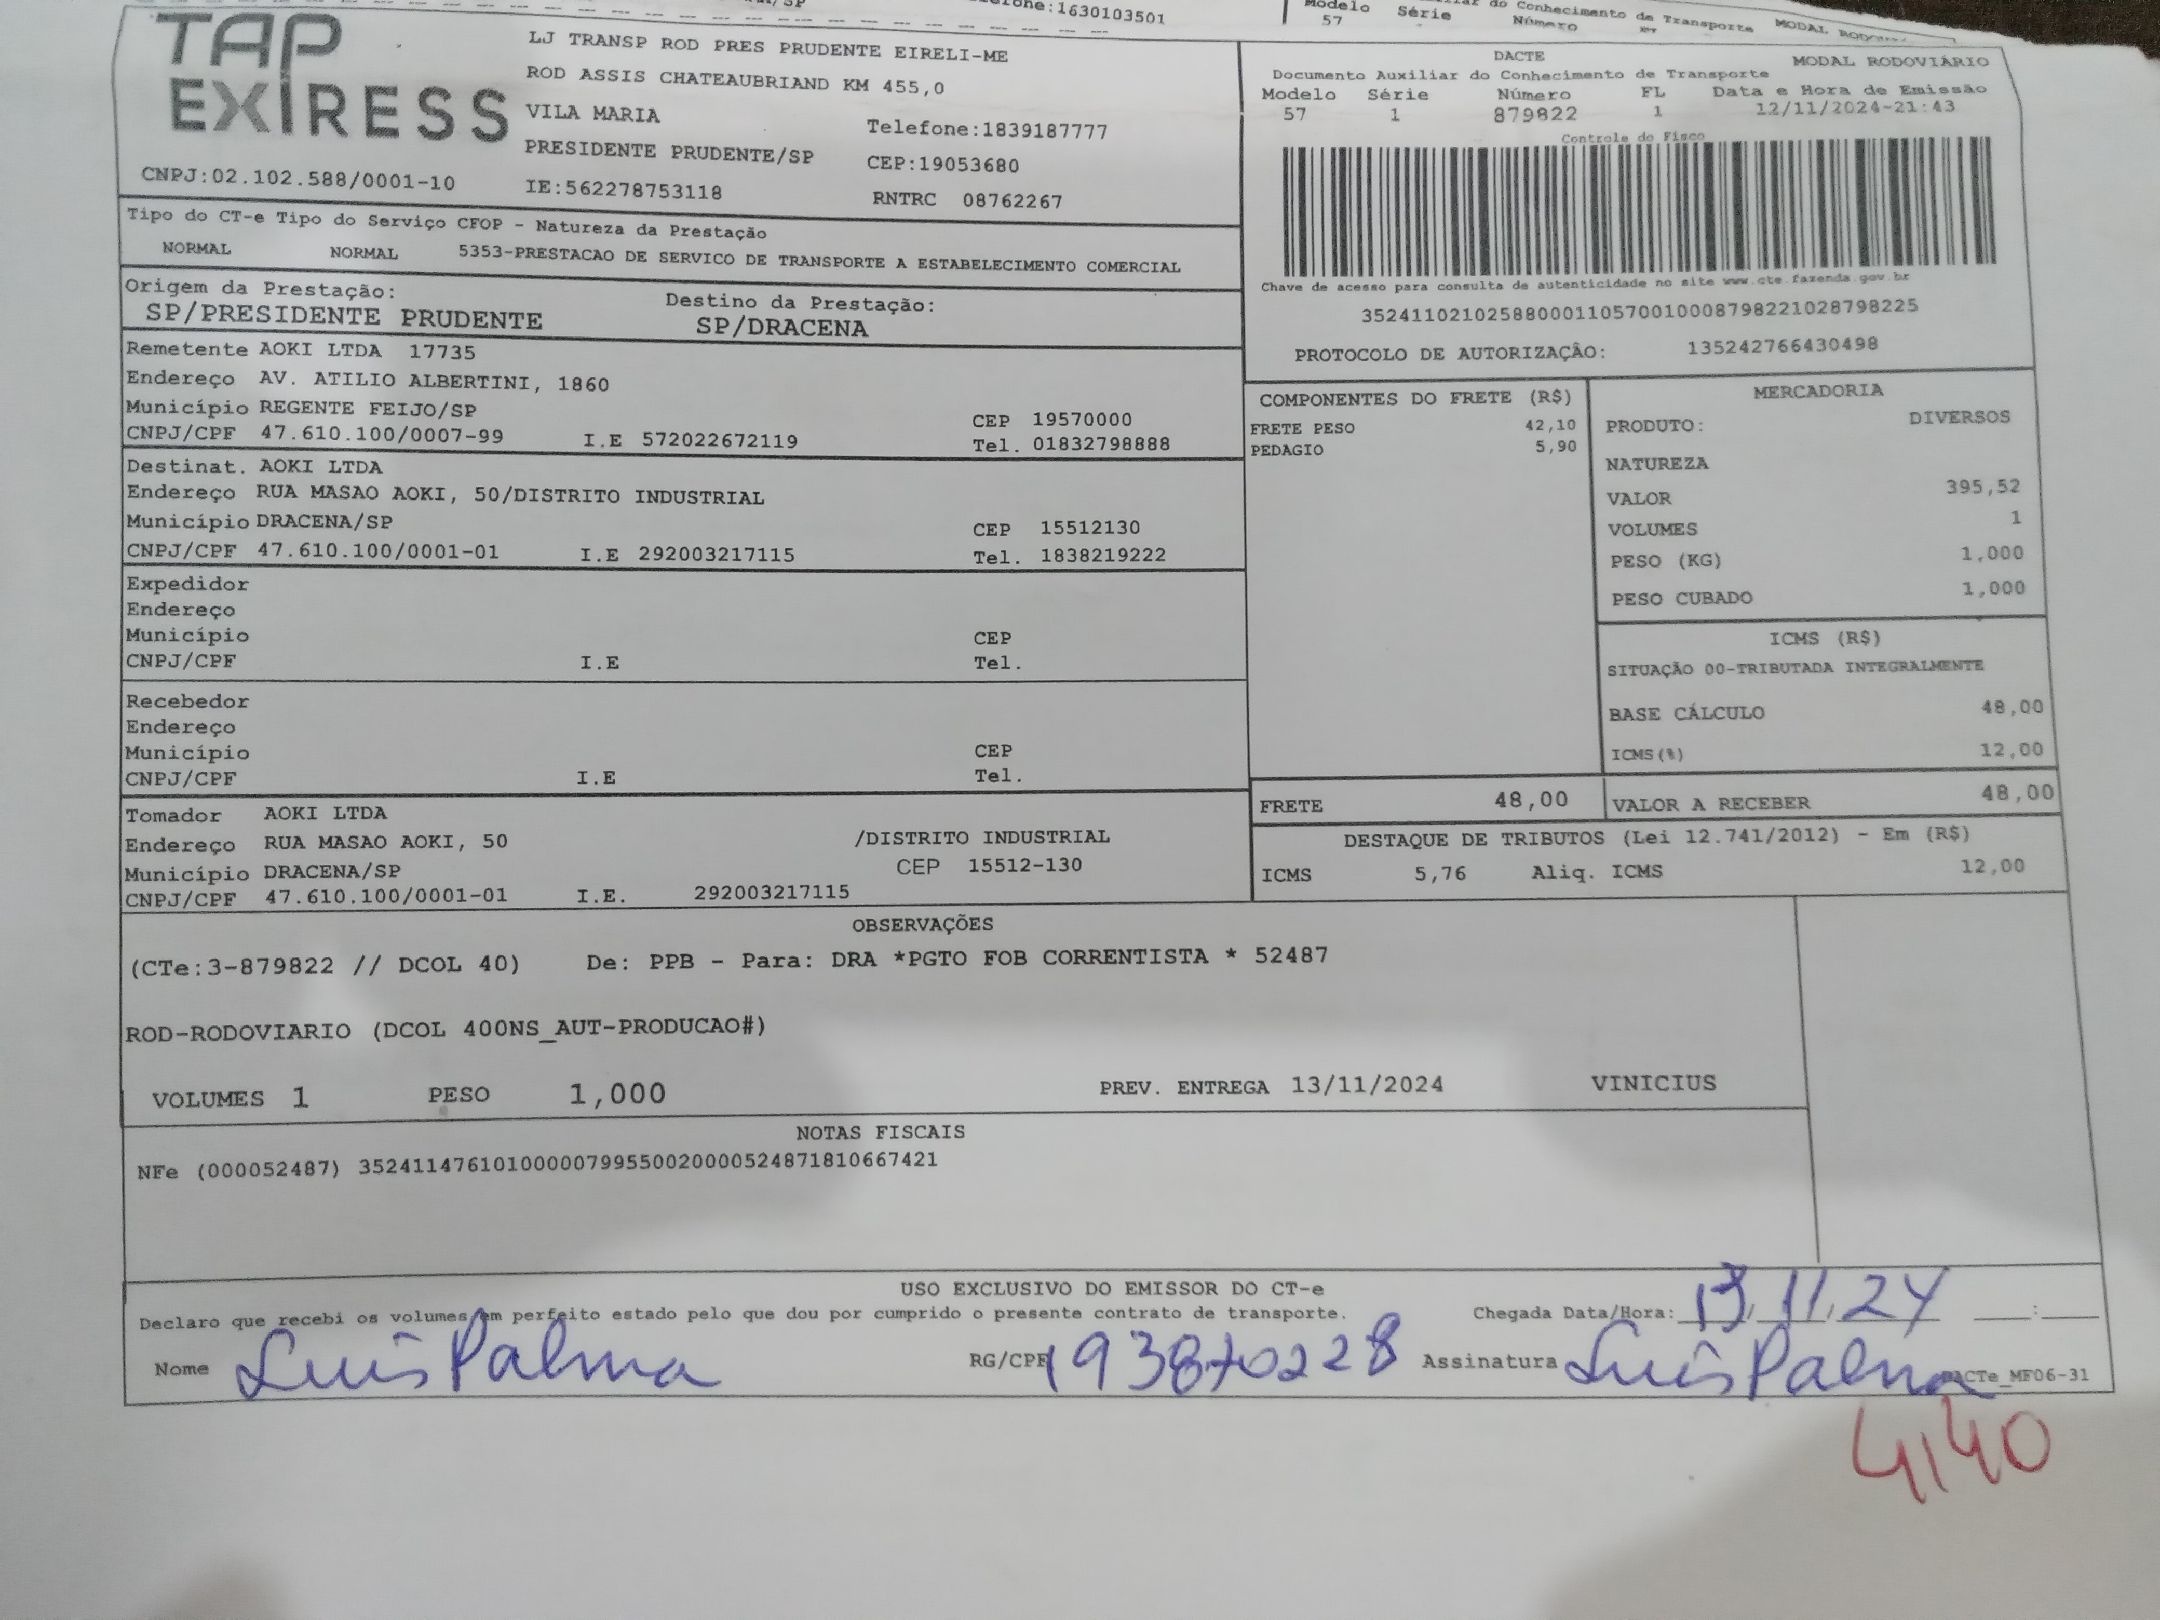 Telefone:1630103501
Modelo Série
57
Conhecimento de Transporte
Número
MODAL
TAP
EXIRESS
CNPJ:02.102.588/0001-10
LJ TRANSP ROD PRES PRUDENTE EIRELI-ME
ROD ASSIS CHATEAUBRIAND KM 455,0
VILA MARIA
Telefone:1839187777
PRESIDENTE PRUDENTE/SP CEP:19053680
IE:562278753118 RNTRC 08762267
DACTE MODAL RODOVIÁRIO
Documento Auxiliar do Conhecimento de Transporte
Modelo Série Número FL Data e Hora de Emissão
57 1 879822 1 12/11/2024-21:43
Controle do Fisco
Chave de acesso para consulta de autenticidade no site www.cte.fazenda.gov.br
35241102102588000110570010008798221028798225
PROTOCOLO DE AUTORIZAÇÂO: 135242766430498
Tipo do CT-e Tipo do Serviço CFOP - Natureza da Prestação
NORMAL NORMAL 5353-PRESTACAO DE SERVICO DE TRANSPORTE A ESTABELECIMENTO COMERCIAL
Origem da Prestação: Destino da Prestação:
SP/PRESIDENTE PRUDENTE SP/DRACENA
Remetente AOKI LTDA 17735
Endereço AV. ATILIO ALBERTINI, 1860
Município REGENTE FEIJO/SP CEP 19570000
CNPJ/CPF 47.610.100/0007-99 I.E 572022672119 Tel. 01832798888
Destinat. AOKI LTDA
Endereço RUA MASAO AOKI, 50/DISTRITO INDUSTRIAL
Município DRACENA/SP CEP 15512130
CNPJ/CPF 47.610.100/0001-01 I.E 292003217115 Tel. 1838219222
Expedidor
Endereço
Município CEP
CNPJ/CPF I.E Tel.
Recebedor
Endereço
Município CEP
CNPJ/CPF I.E Tel.
Tomador AOKI LTDA
Endereço RUA MASAO AOKI, 50 /DISTRITO INDUSTRIAL
Município DRACENA/SP CEP 15512-130
CNPJ/CPF 47.610.100/0001-01 I.E. 292003217115
COMPONENTES DO FRETE (R$)
FRETE PESO 42,10
PEDAGIO 5,90
MERCADORIA
PRODUTO: DIVERSOS
NATUREZA
VALOR 395,52
VOLUMES 1
PESO (KG) 1,000
PESO CUBADO 1,000
ICMS (R$)
SITUAÇÃO 00-TRIBUTADA INTEGRALMENTE
BASE CÁLCULO 48,00
ICMS(%) 12,00
FRETE 48,00 VALOR A RECEBER 48,00
DESTAQUE DE TRIBUTOS (Lei 12.741/2012) - Em (R$)
ICMS 5,76 Aliq. ICMS 12,00
OBSERVAÇÕES
(CTe:3-879822 // DCOL 40) De: PPB - Para: DRA *PGTO FOB CORRENTISTA * 52487
ROD-RODOVIARIO (DCOL 400NS_AUT-PRODUCAO#)
VOLUMES 1 PESO 1,000 PREV. ENTREGA 13/11/2024 VINICIUS
NOTAS FISCAIS
NFe (000052487) 35241147610100000799550020000524871810667421
USO EXCLUSIVO DO EMISSOR DO CT-e
Declaro que recebi os volumes em perfeito estado pelo que dou por cumprido o presente contrato de transporte. Chegada Data/Hora: 13/11/24 :
Nome Luis Palma RG/CPF 193870228 Assinatura Luis Palma
DACTe_MF06-31
4140